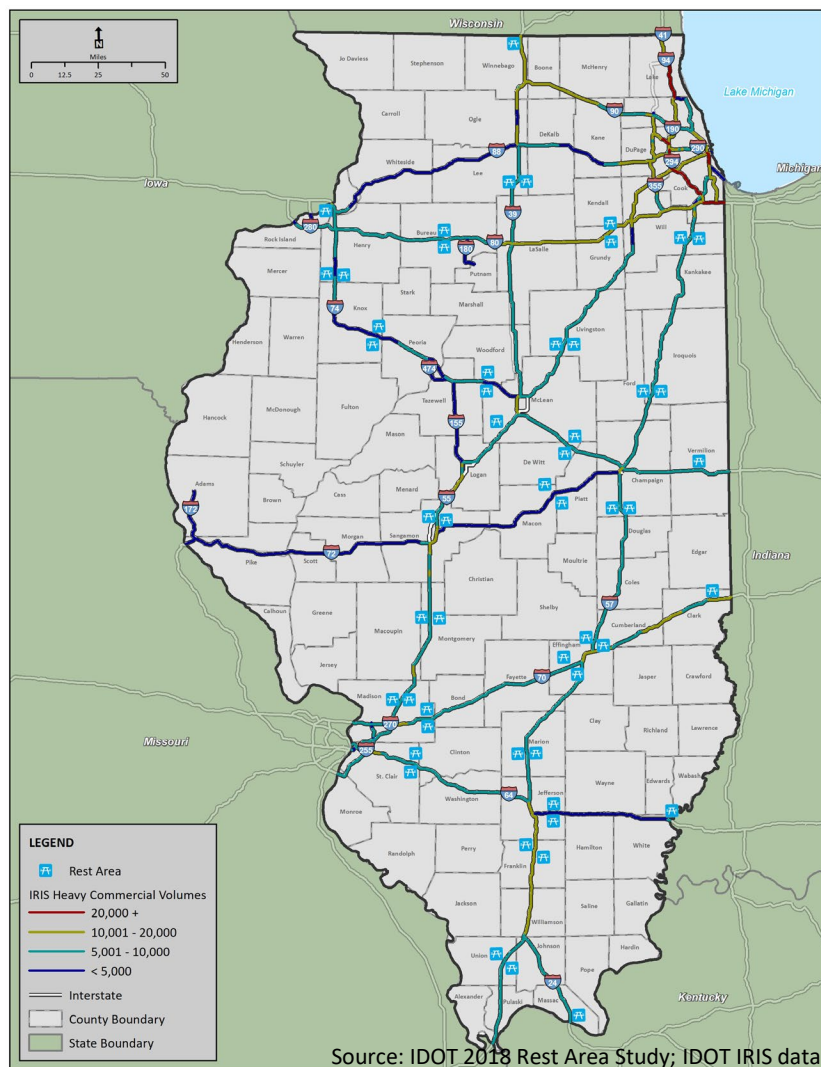 Wisconsin
N
Miles
0 12.5 25 50
41
Jo Daviess
Stephenson
Winnebago
Boone
McHenry
Lake
94
Lake Michigan
Carroll
Ogle
90
190
DeKalb
Kane
DuPage
290
Whiteside
88
Lee
294
Michigan
Iowa
355
Cook
Kendall
39
280
Rock Island
Henry
Bureau
80
180
LaSalle
Will
Grundy
Mercer
Putnam
Kankakee
Stark
Knox
Marshall
74
Henderson
Warren
Peoria
Livingston
Woodford
Iroquois
474
Ford
McLean
Tazewell
Fulton
Hancock
McDonough
155
Mason
Vermilion
Schuyler
Logan
De Witt
Adams
Menard
Champaign
Cass
Brown
55
Piatt
172
Macon
Douglas
Morgan
Sangamon
Scott
72
Pike
Moultrie
Edgar
Christian
Indiana
Coles
Calhoun
Greene
Shelby
57
Macoupin
Cumberland
Clark
Montgomery
Effingham
Jersey
Fayette
70
Jasper
Crawford
Madison
Bond
Clay
270
Richland
Lawrence
Missouri
Marion
255
Clinton
St. Clair
Wayne
Edwards
Wabash
Washington
64
Jefferson
Monroe
White
Randolph
Perry
Hamilton
Franklin
Jackson
Williamson
Saline
Gallatin
Union
Johnson
Hardin
Pope
24
Alexander
Pulaski
Massac
Kentucky
LEGEND
Rest Area
IRIS Heavy Commercial Volumes
20,000 +
10,001 - 20,000
5,001 - 10,000
< 5,000
Interstate
County Boundary
State Boundary
Source: IDOT 2018 Rest Area Study; IDOT IRIS data